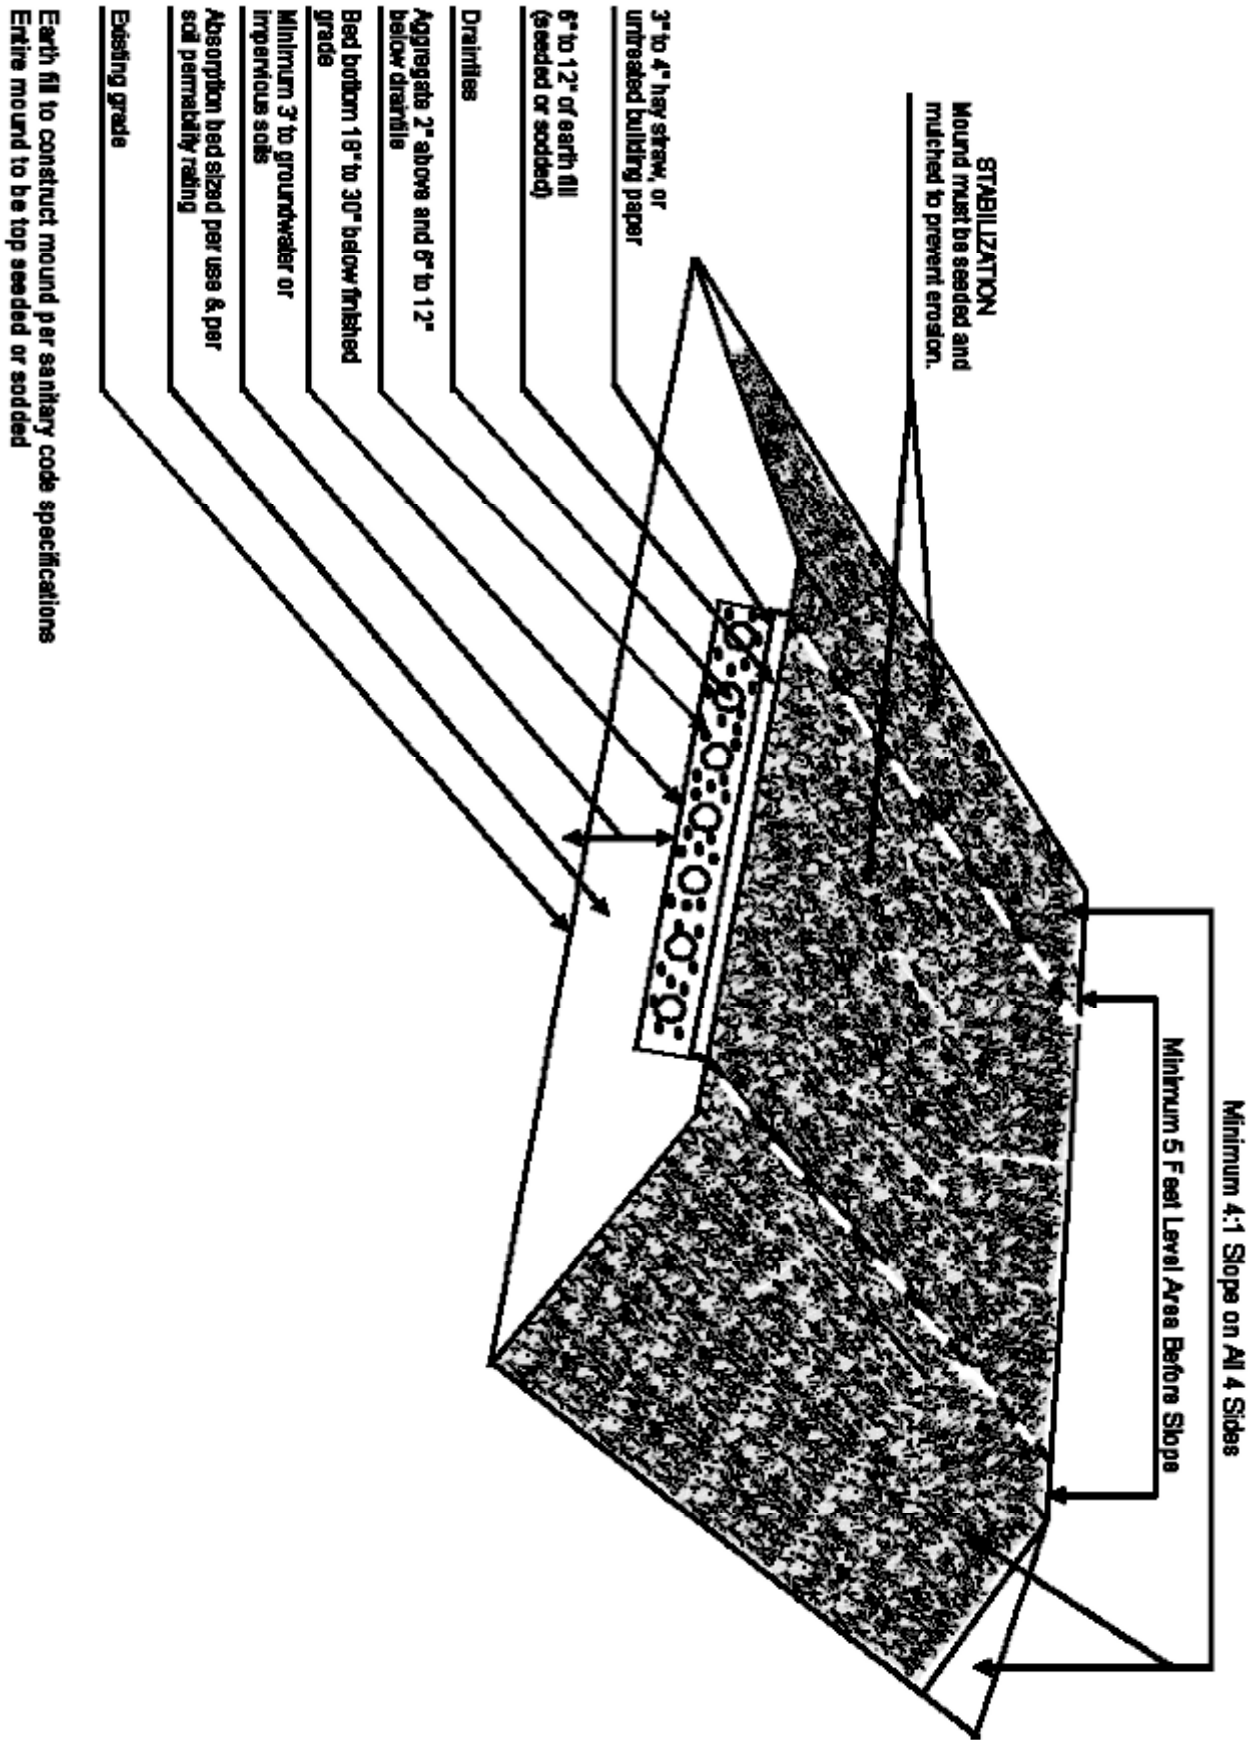 Minimum 4:1 Slope on All 4 Sides
Minimum 5 Feet Level Area Before Slope
STABILIZATION
Mound must be seeded and
mulched to prevent erosion.
3" to 4" hay straw, or
untreated building paper
6" to 12" of earth fill
(seeded or sodded)
Draintiles
Aggregate 2" above and 6" to 12"
below draintile
Bed bottom 18" to 30" below finished
grade
Minimum 3' to groundwater or
impervious soils
Absorption bed sized per use & per
soil permability rating
Existing grade
Earth fill to construct mound per sanitary code specifications
Entire mound to be top seeded or sodded